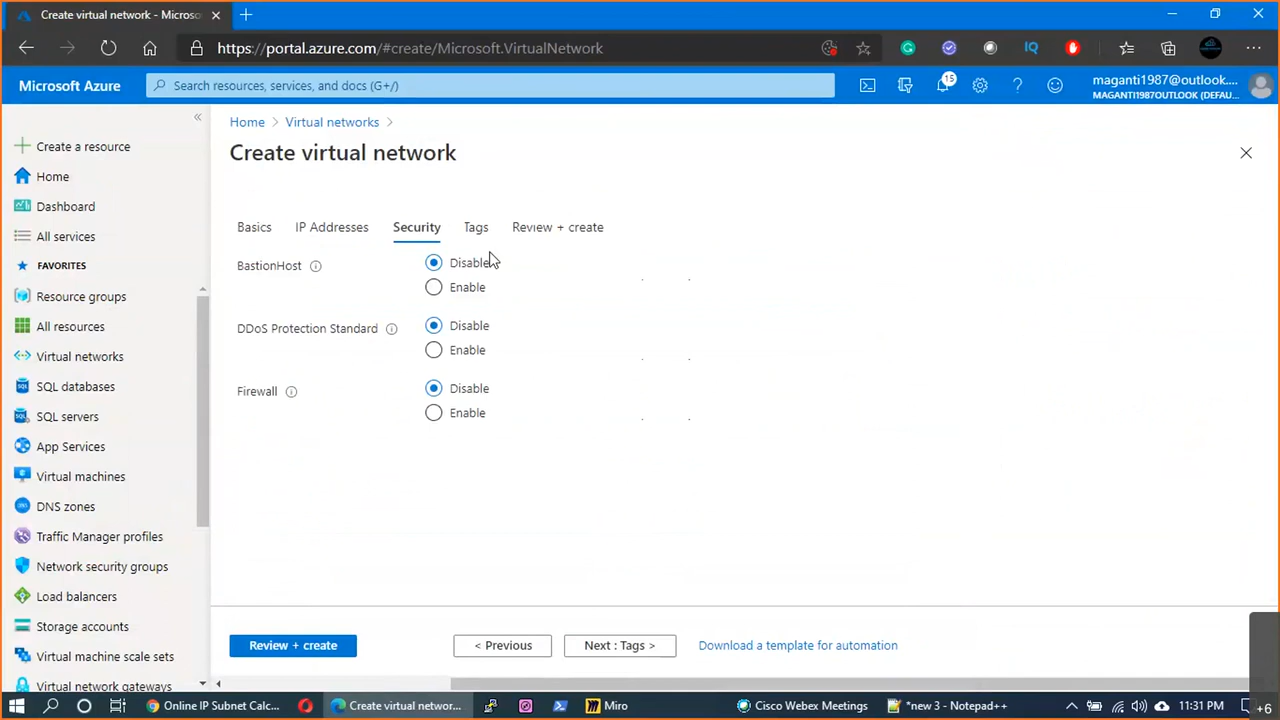 Create virtual network - Microso
https://portal.azure.com/#create/Microsoft.VirtualNetwork
IQ
Microsoft Azure
Search resources, services, and docs (G+/)
15
maganti1987@outlook....
MAGANTI1987OUTLOOK (DEFAU...
Home > Virtual networks >
Create virtual network
Create a resource
Home
Dashboard
All services
FAVORITES
Resource groups
All resources
Virtual networks
SQL databases
SQL servers
App Services
Virtual machines
DNS zones
Traffic Manager profiles
Network security groups
Load balancers
Storage accounts
Virtual machine scale sets
Virtual network gateways
Basics IP Addresses Security Tags Review + create
BastionHost
Disable
Enable
DDoS Protection Standard
Disable
Enable
Firewall
Disable
Enable
Review + create
< Previous
Next : Tags >
Download a template for automation
Online IP Subnet Calc...
Create virtual networ...
Miro
Cisco Webex Meetings
*new 3 - Notepad++
11:31 PM
+6